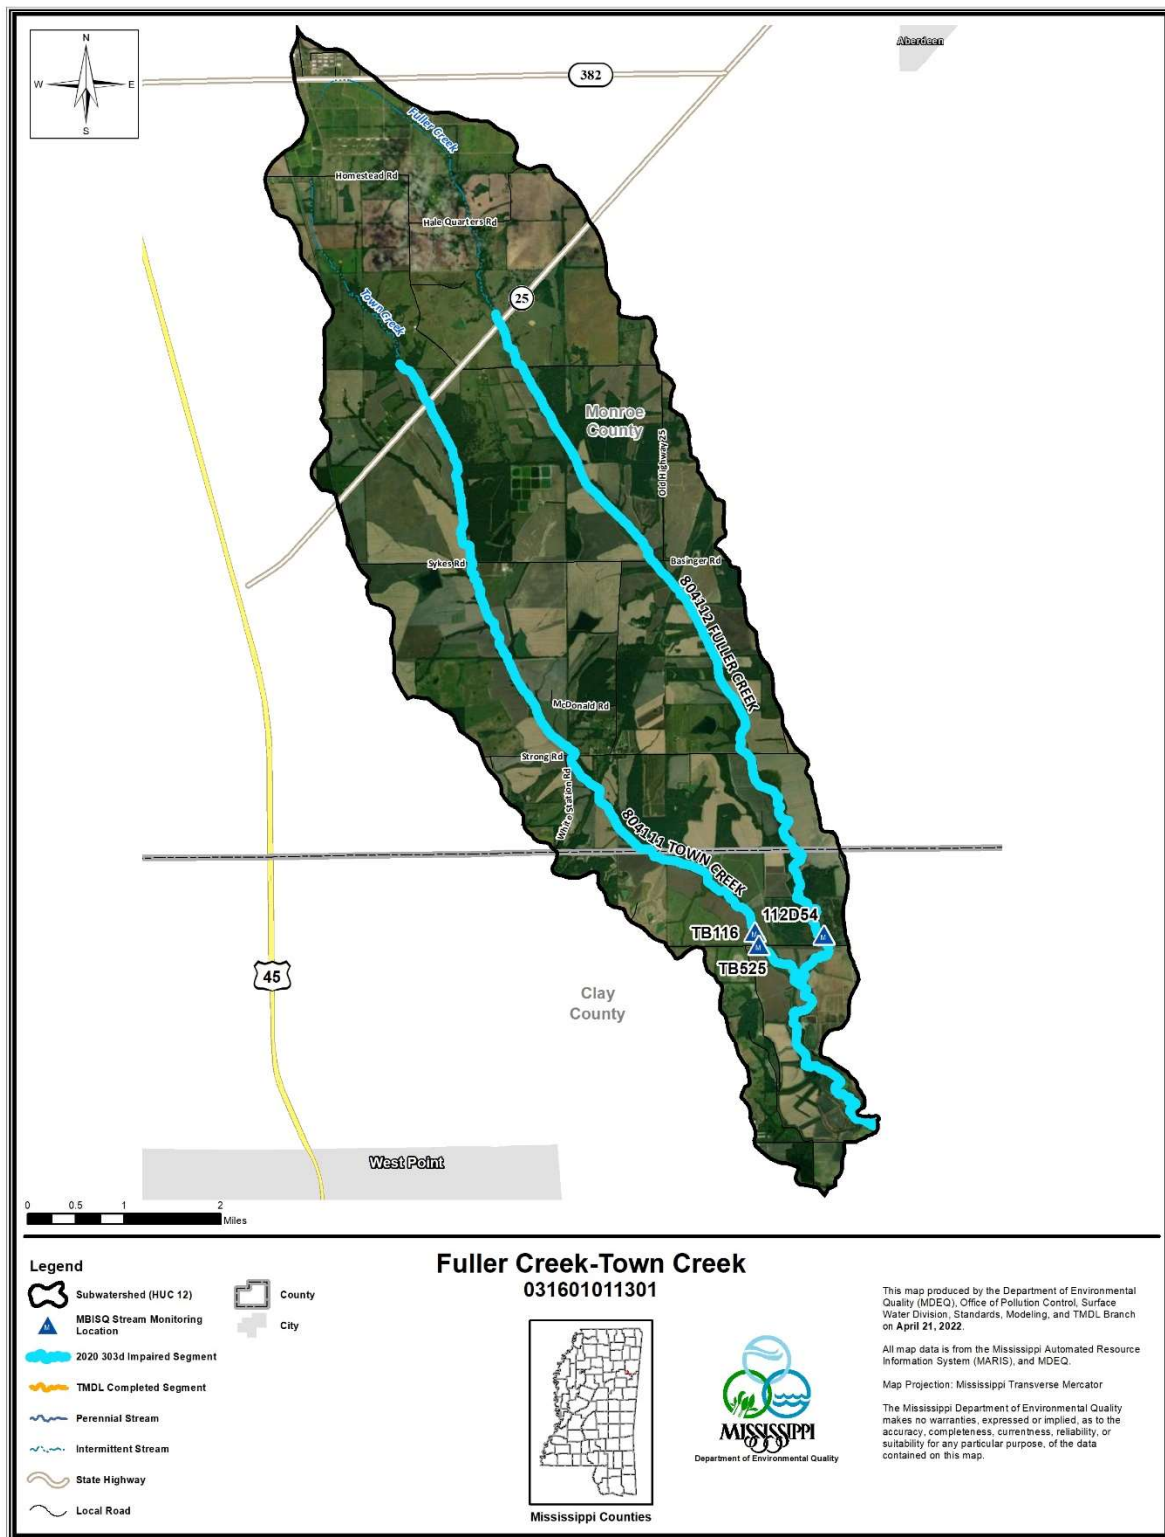 N
W
E
S
Aberdeen
382
Fuller Creek
Homestead Rd
Hale Quarters Rd
25
Town Creek
Monroe
County
Old Highway 25
Sykes Rd
Basinger Rd
804112 FULLER CREEK
McDonald Rd
Strong Rd
White Station Rd
804111 TOWN CREEK
112D54
M
TB116
M
M
TB525
45
Clay
County
West Point
0
0.5
1
2
Miles
Legend
Subwatershed (HUC 12)
M
MBISQ Stream Monitoring
Location
2020 303d Impaired Segment
TMDL Completed Segment
Perennial Stream
Intermittent Stream
State Highway
Local Road
County
City
Fuller Creek-Town Creek
031601011301
Mississippi Counties
MISSISSIPPI
Department of Environmental Quality
This map produced by the Department of Environmental
Quality (MDEQ), Office of Pollution Control, Surface
Water Division, Standards, Modeling, and TMDL Branch
on April 21, 2022.
All map data is from the Mississippi Automated Resource
Information System (MARIS), and MDEQ.
Map Projection: Mississippi Transverse Mercator
The Mississippi Department of Environmental Quality
makes no warranties, expressed or implied, as to the
accuracy, completeness, currentness, reliability, or
suitability for any particular purpose, of the data
contained on this map.